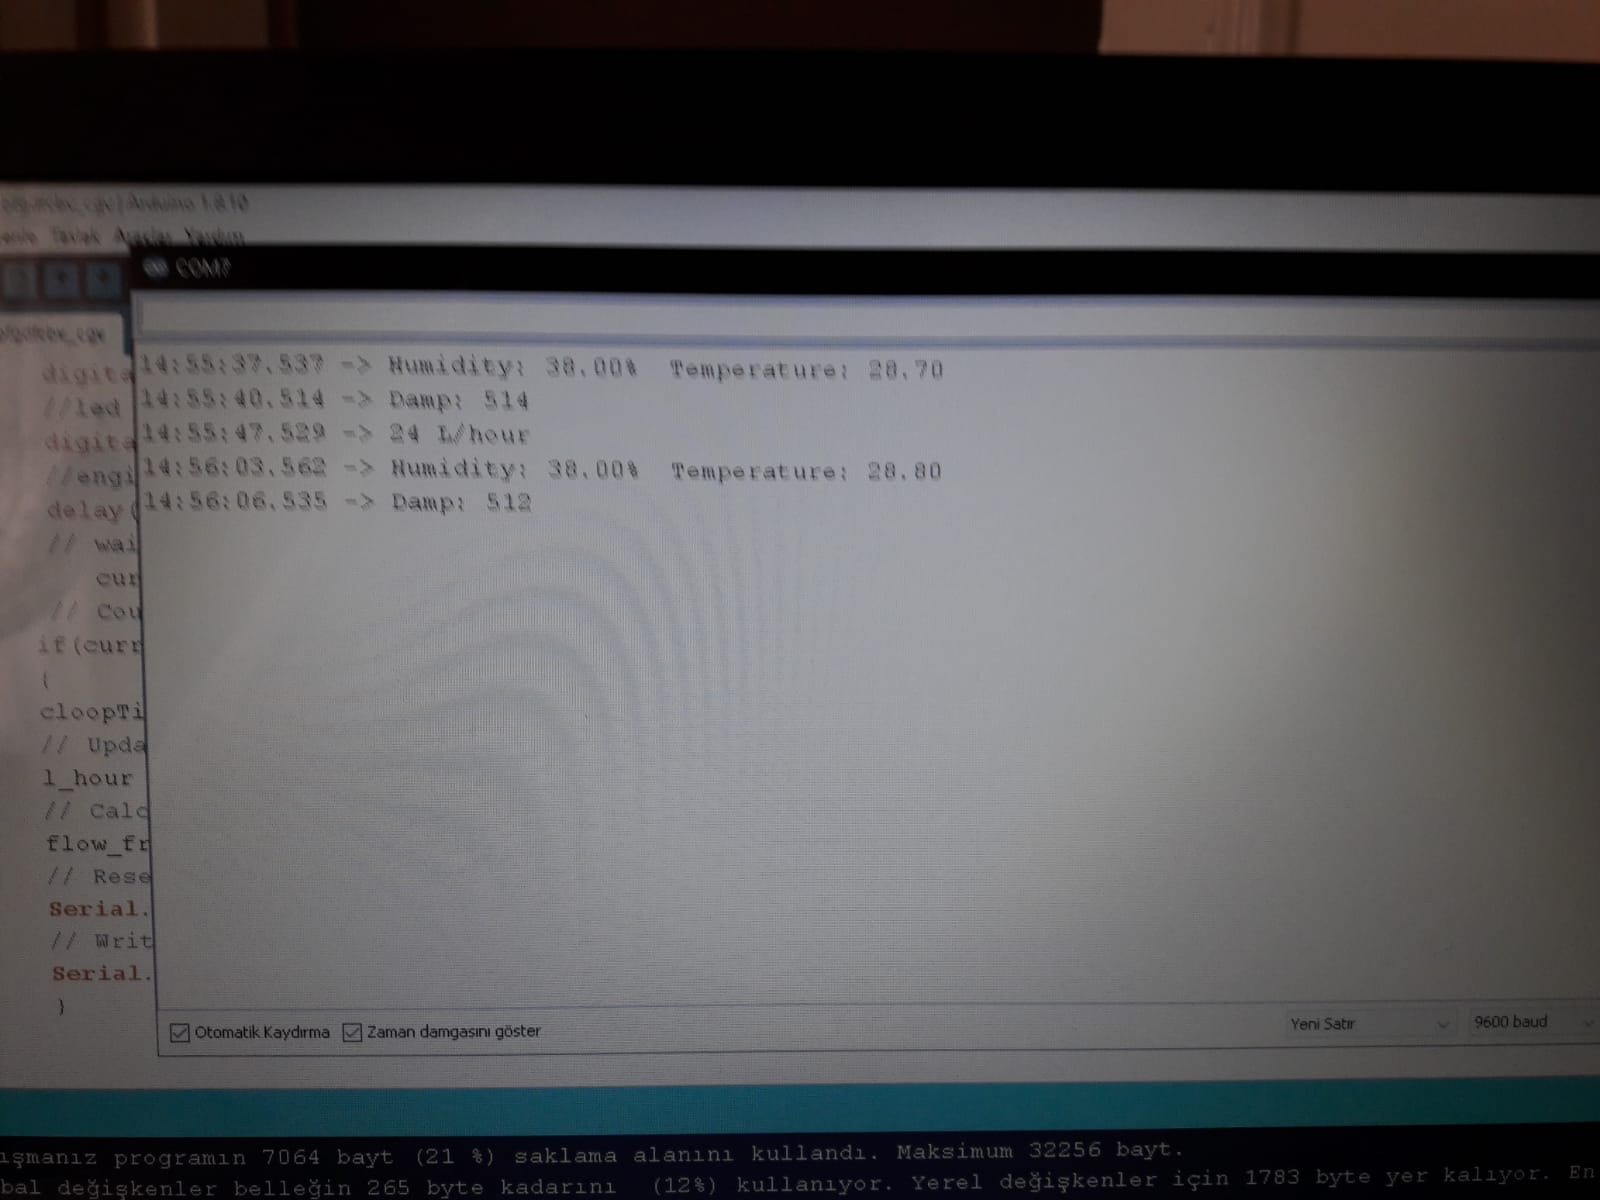 Arduino 1.8.10
Tavlak Araçlar Yardım
COM7
14:55:37.537 -> Humidity: 38.00%  Temperature: 28.70
14:55:40.514 -> Damp: 514
14:55:47.529 -> 24 L/hour
14:56:03.562 -> Humidity: 38.00%  Temperature: 28.80
14:56:06.535 -> Damp: 512
digita
//led
digita
//engi
delay(
// wai
cur
// Cou
if(curr
{
cloopTi
// Upda
l_hour
// Calc
flow_fr
// Rese
Serial.
// Writ
Serial.
}
Otomatik Kaydırma Zaman damgasını göster Yeni Satır 9600 baud
ışmanız programın 7064 bayt (21 %) saklama alanını kullandı. Maksimum 32256 bayt.
bal değişkenler belleğin 265 byte kadarını (12%) kullanıyor. Yerel değişkenler için 1783 byte yer kalıyor. En